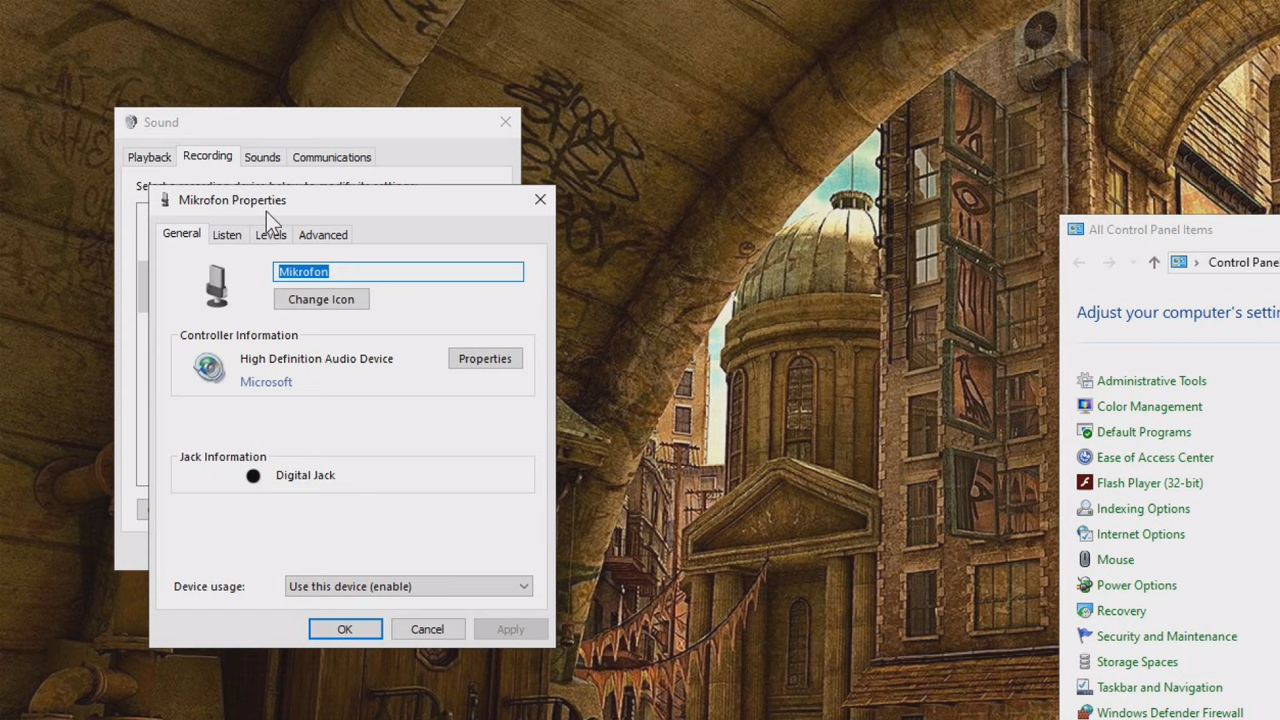 Sound
Playback Recording Sounds Communications
Mikrofon Properties
General Listen Levels Advanced
Mikrofon
Change Icon
Controller Information
High Definition Audio Device
Properties
Microsoft
Jack Information
Digital Jack
Device usage:
Use this device (enable)
OK Cancel Apply
All Control Panel Items
Control Pane
Adjust your computer's settin
Administrative Tools
Color Management
Default Programs
Ease of Access Center
Flash Player (32-bit)
Indexing Options
Internet Options
Mouse
Power Options
Recovery
Security and Maintenance
Storage Spaces
Taskbar and Navigation
Windows Defender Firewall